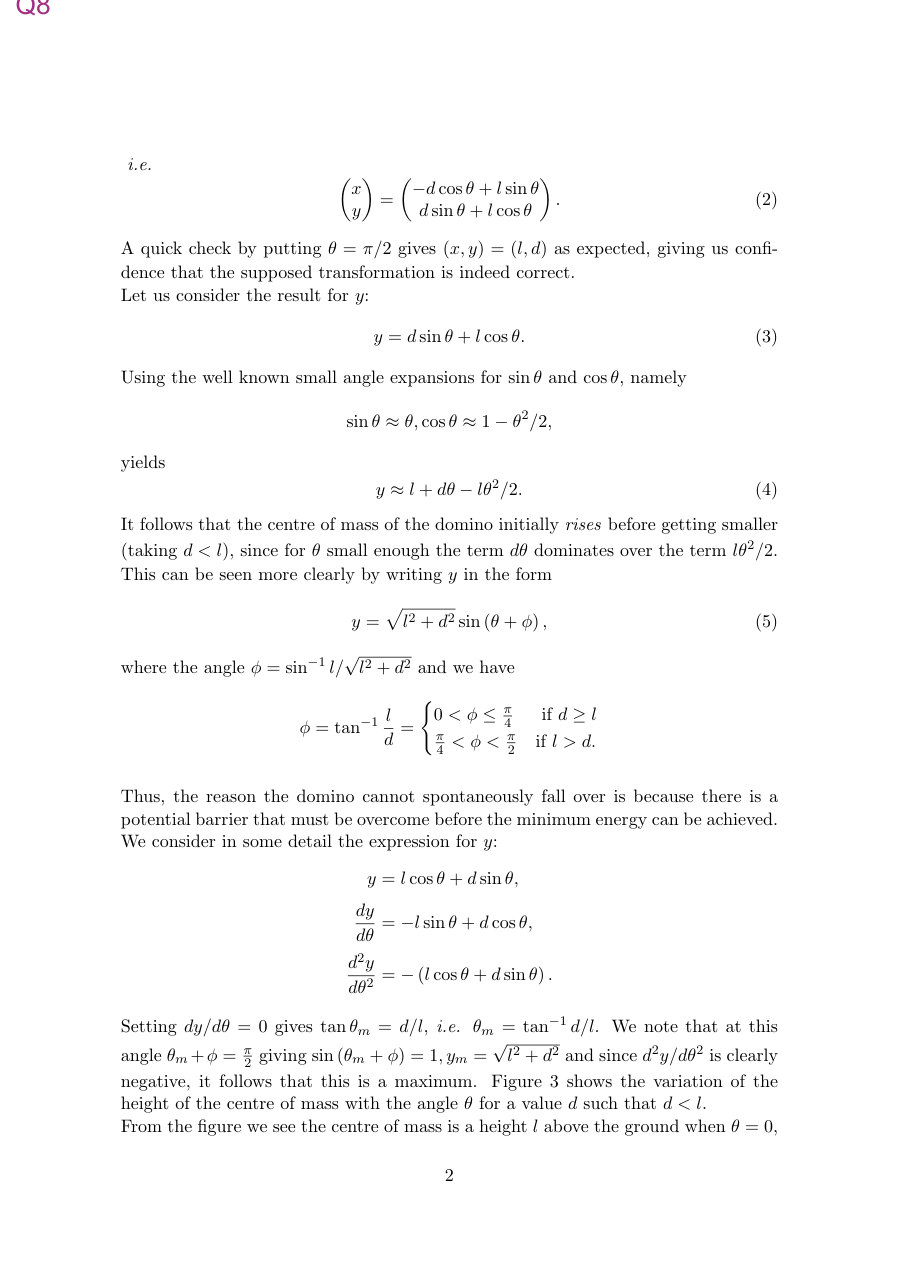 Q8
i.e.
(x y) = (−d cos θ + l sin θ d sin θ + l cos θ). (2)
A quick check by putting θ = π/2 gives (x, y) = (l, d) as expected, giving us confi-
dence that the supposed transformation is indeed correct.
Let us consider the result for y:
y = d sin θ + l cos θ. (3)
Using the well known small angle expansions for sin θ and cos θ, namely
sin θ ≈ θ, cos θ ≈ 1 − θ²/2,
yields
y ≈ l + dθ − lθ²/2. (4)
It follows that the centre of mass of the domino initially rises before getting smaller
(taking d < l), since for θ small enough the term dθ dominates over the term lθ²/2.
This can be seen more clearly by writing y in the form
y = √(l² + d²) sin (θ + φ) , (5)
where the angle φ = sin⁻¹ l/√(l² + d²) and we have
φ = tan⁻¹ l/d = { 0 < φ ≤ π/4 if d ≥ l
π/4 < φ < π/2 if l > d.
Thus, the reason the domino cannot spontaneously fall over is because there is a
potential barrier that must be overcome before the minimum energy can be achieved.
We consider in some detail the expression for y:
y = l cos θ + d sin θ,
dy/dθ = −l sin θ + d cos θ,
d²y/dθ² = − (l cos θ + d sin θ) .
Setting dy/dθ = 0 gives tan θₘ = d/l, i.e. θₘ = tan⁻¹ d/l. We note that at this
angle θₘ + φ = π/2 giving sin (θₘ + φ) = 1, yₘ = √(l² + d²) and since d²y/dθ² is clearly
negative, it follows that this is a maximum. Figure 3 shows the variation of the
height of the centre of mass with the angle θ for a value d such that d < l.
From the figure we see the centre of mass is a height l above the ground when θ = 0,
2